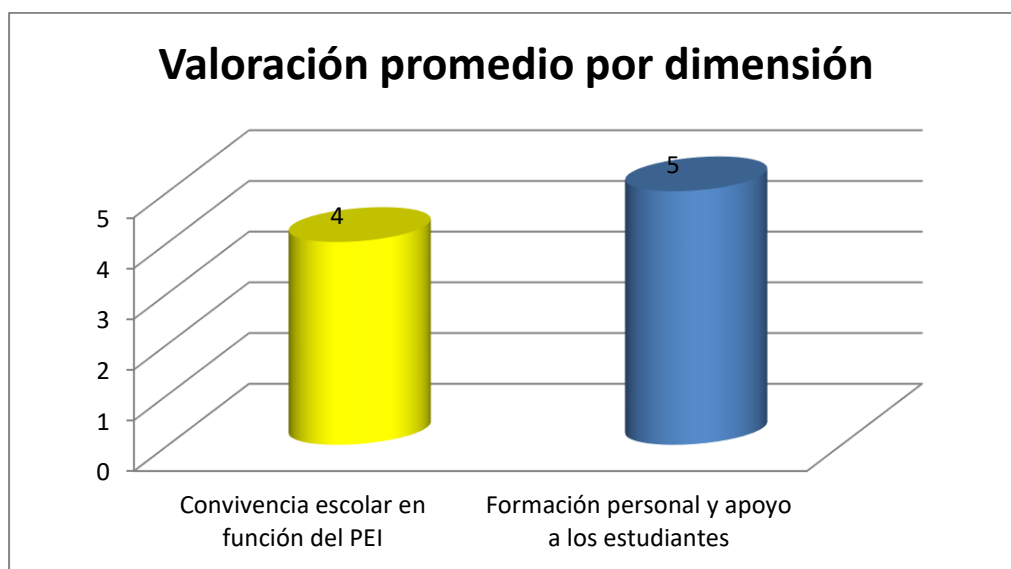 Valoración promedio por dimensión
5
4
3
2
1
0
4
5
Convivencia escolar en
función del PEI
Formación personal y apoyo
a los estudiantes